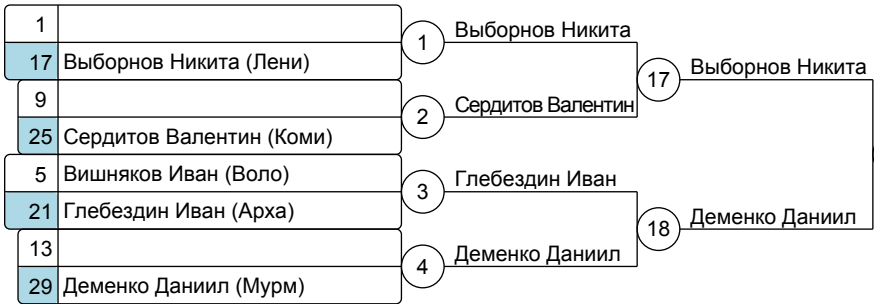 1
17 Выборнов Никита (Лени)
1
Выборнов Никита
9
25 Сердитов Валентин (Коми)
2
Сердитов Валентин
17
Выборнов Никита
5 Вишняков Иван (Воло)
21 Глебездин Иван (Арха)
3
Глебездин Иван
13
29 Деменко Даниил (Мурм)
4
Деменко Даниил
18
Деменко Даниил